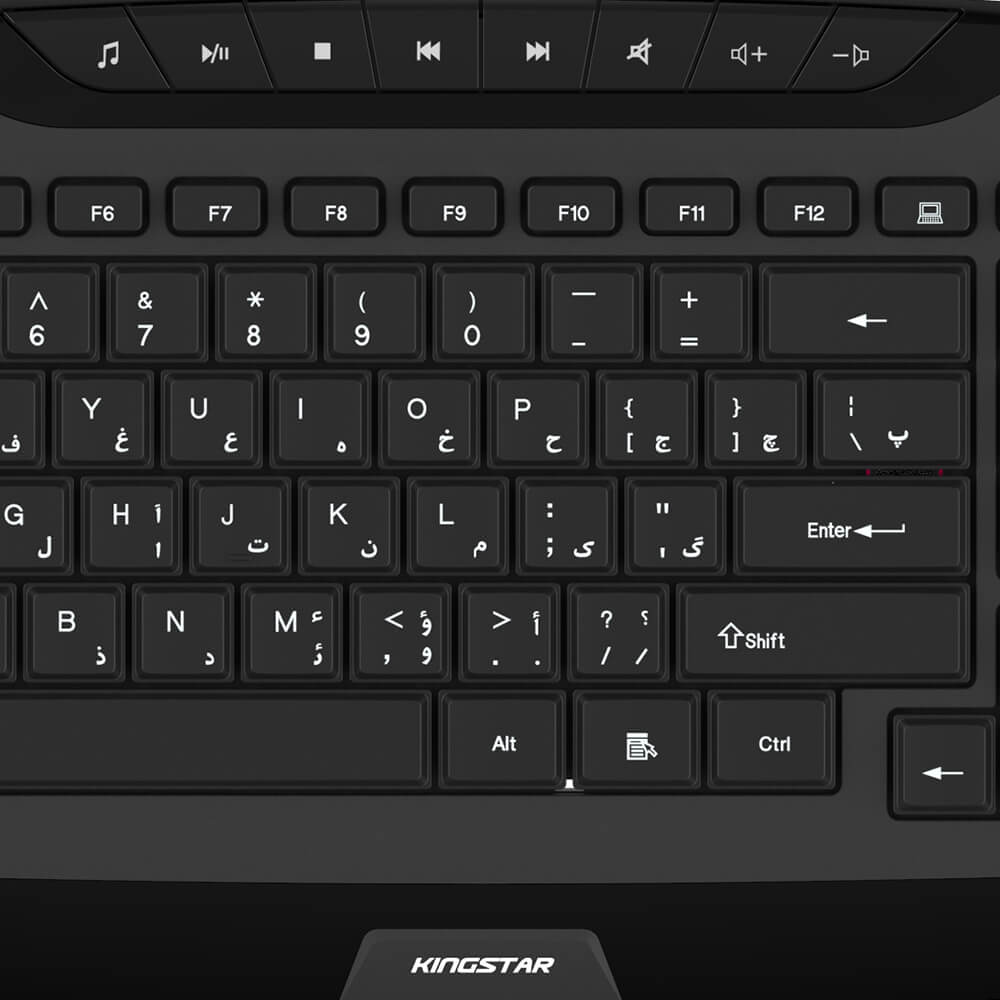 F6 F7 F8 F9 F10 F11 F12
^ & * ( ) — +
6 7 8 9 0 - =
Y U I O P { } ¦
ف غ ع ه خ ح [ ج ] چ \ پ
G H آ J K L : "
ل ا ت ن م ; ک ' گ Enter
B N M ء < ؤ > أ ? ؟
ذ د ئ , و . . / / Shift
Alt Ctrl
KINGSTAR